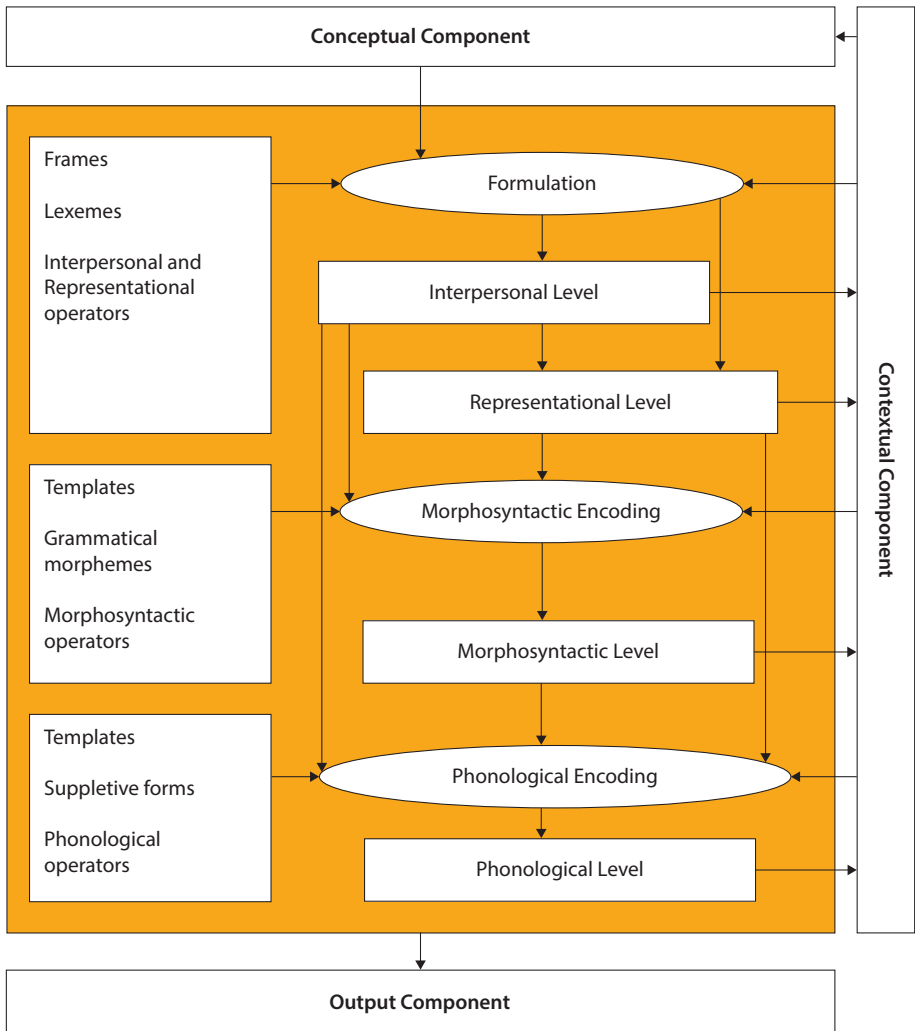 Conceptual Component
Frames
Lexemes
Interpersonal and
Representational
operators
Formulation
Interpersonal Level
Representational Level
Contextual Component
Templates
Grammatical
morphemes
Morphosyntactic
operators
Morphosyntactic Encoding
Morphosyntactic Level
Templates
Suppletive forms
Phonological
operators
Phonological Encoding
Phonological Level
Output Component